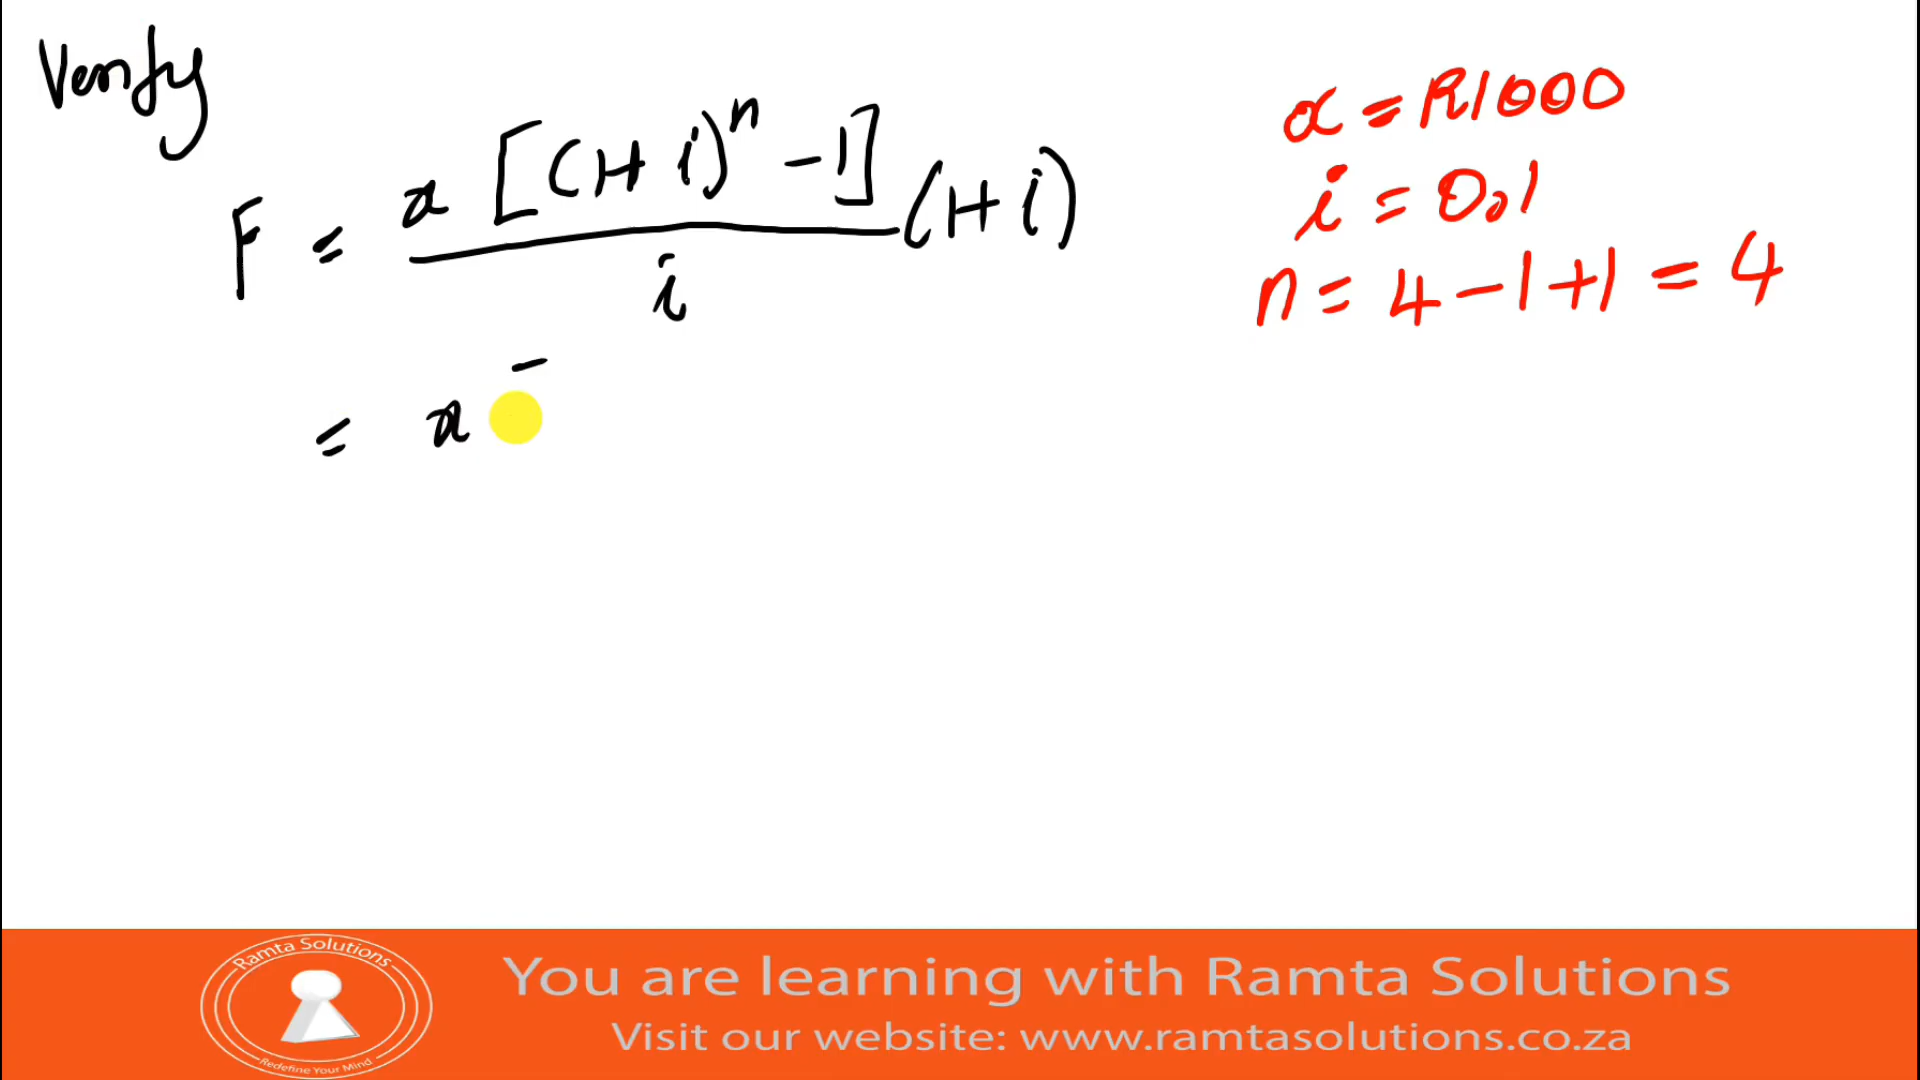 Verify
F = x [(1+i)^n - 1] (1+i)
i
= x
x = R1000
i = 0,1
n = 4 - 1 + 1 = 4
Ramta Solutions
Redefine Your Mind
You are learning with Ramta Solutions
Visit our website: www.ramtasolutions.co.za